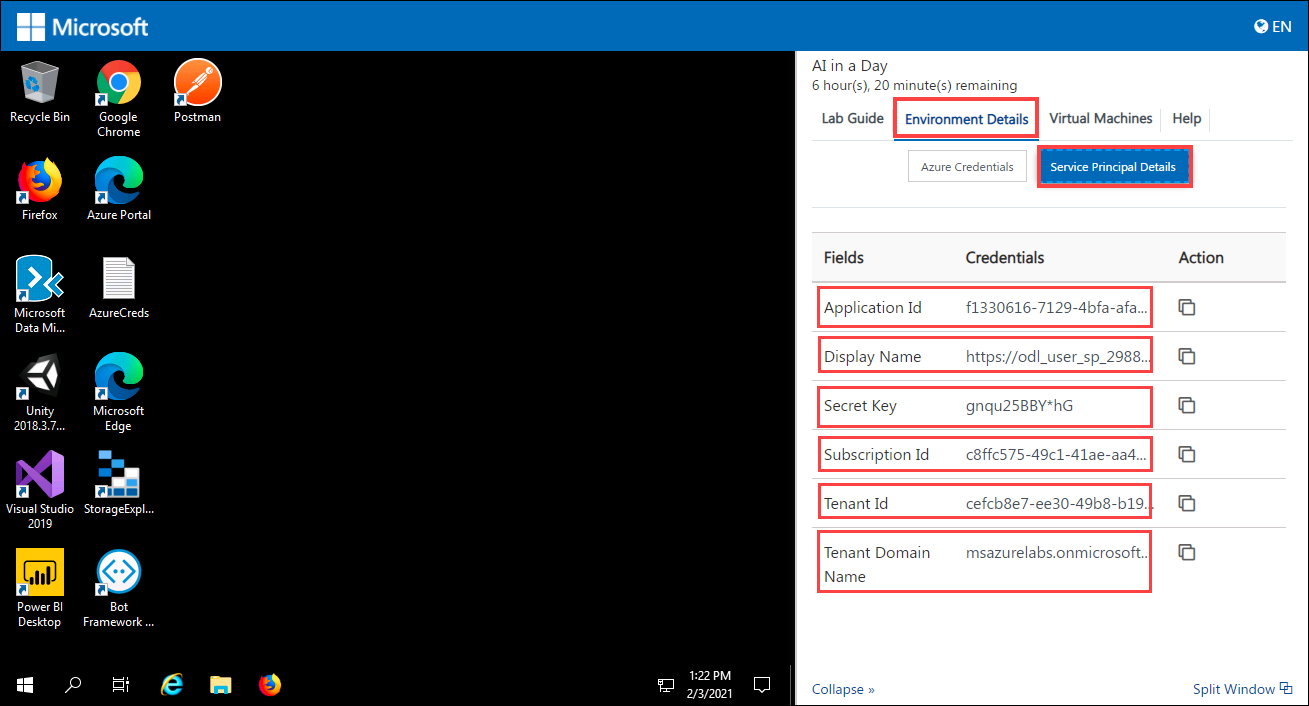 Microsoft
EN
Recycle Bin
Google
Chrome
Postman
Firefox
Azure Portal
Microsoft
Data Mi...
AzureCreds
Unity
2018.3.7...
Microsoft
Edge
Visual Studio
2019
StorageExpl...
Power BI
Desktop
Bot
Framework ...
1:22 PM
2/3/2021
AI in a Day
6 hour(s), 20 minute(s) remaining
Lab Guide
Environment Details
Virtual Machines
Help
Azure Credentials
Service Principal Details
Fields Credentials Action
Application Id f1330616-7129-4bfa-afa...
Display Name https://odl_user_sp_2988...
Secret Key gnqu25BBY*hG
Subscription Id c8ffc575-49c1-41ae-aa4...
Tenant Id cefcb8e7-ee30-49b8-b19...
Tenant Domain msazurelabs.onmicrosoft...
Name
Collapse »
Split Window